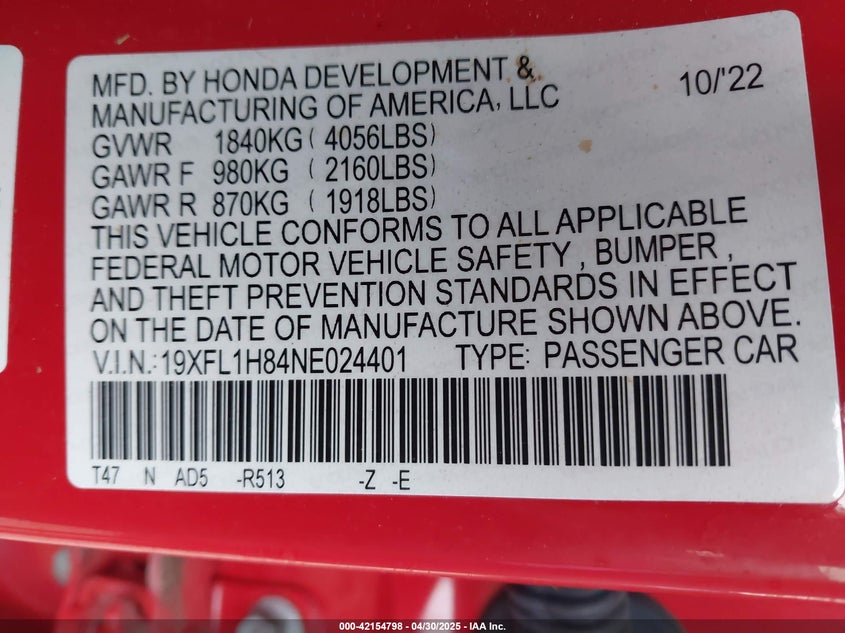 MFD. BY HONDA DEVELOPMENT &
MANUFACTURING OF AMERICA, LLC 10/'22
GVWR 1840KG ( 4056LBS)
GAWR F 980KG ( 2160LBS)
GAWR R 870KG ( 1918LBS)
THIS VEHICLE CONFORMS TO ALL APPLICABLE
FEDERAL MOTOR VEHICLE SAFETY , BUMPER ,
AND THEFT PREVENTION STANDARDS IN EFFECT
ON THE DATE OF MANUFACTURE SHOWN ABOVE.
V.I.N.: 19XFL1H84NE024401 TYPE: PASSENGER CAR
T47 N AD5 -R513 -Z -E
000-42154798 - 04/30/2025 - IAA Inc.